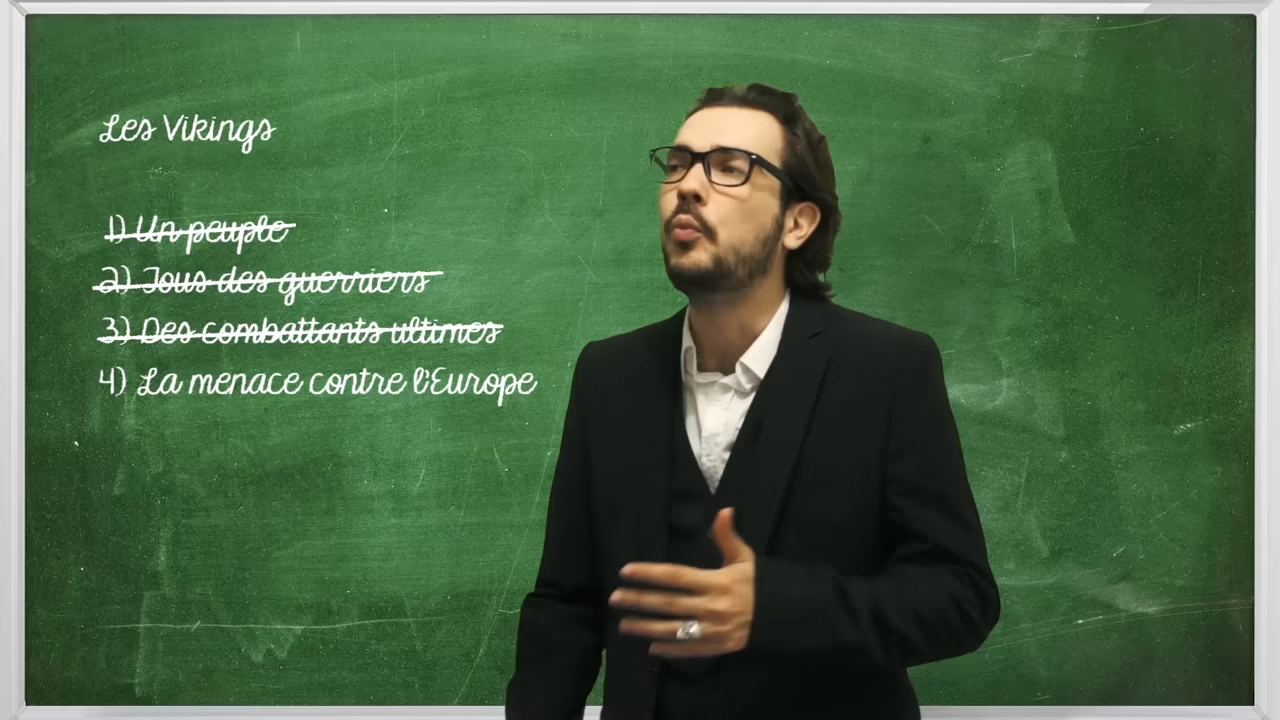 Les Vikings
1) Un peuple
2) Tous des guerriers
3) Des combattants ultimes
4) La menace contre l'Europe